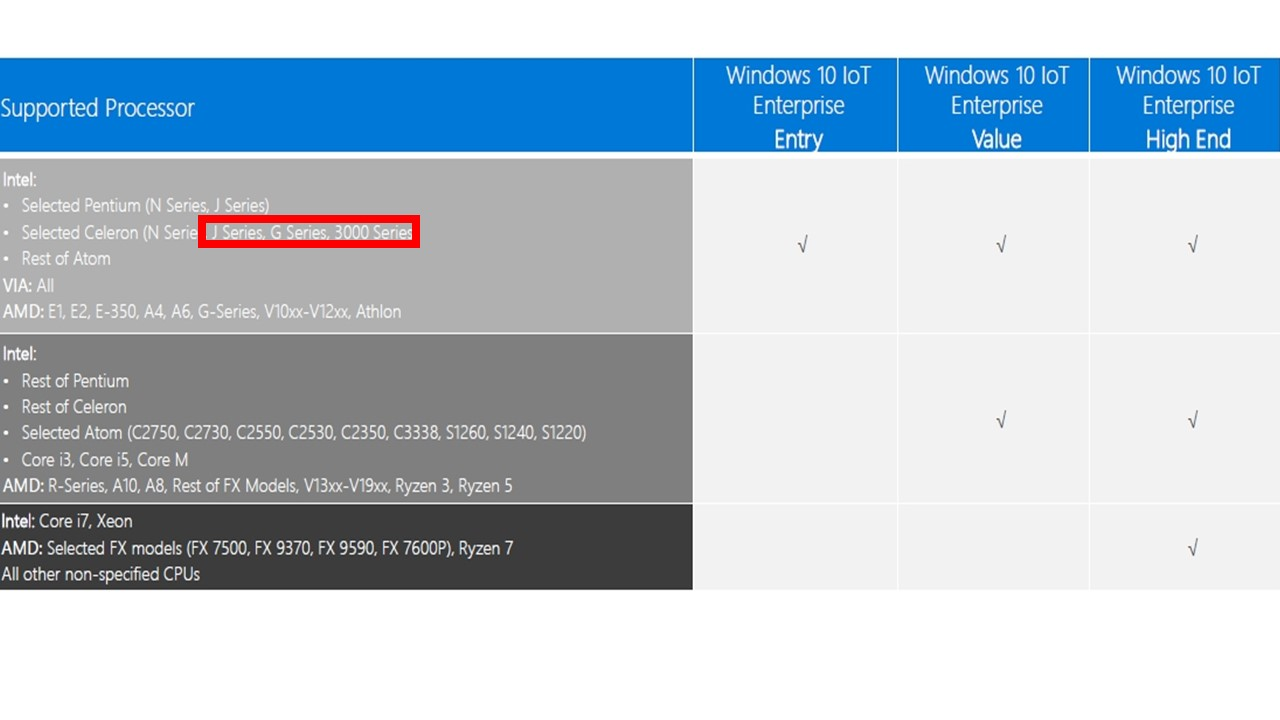 Supported Processor
Windows 10 IoT
Enterprise
Entry
Windows 10 IoT
Enterprise
Value
Windows 10 IoT
Enterprise
High End
Intel:
• Selected Pentium (N Series, J Series)
• Selected Celeron (N Serie J Series, G Series, 3000 Series
• Rest of Atom
VIA: All
AMD: E1, E2, E-350, A4, A6, G-Series, V10xx-V12xx, Athlon
√
√
√
Intel:
• Rest of Pentium
• Rest of Celeron
• Selected Atom (C2750, C2730, C2550, C2530, C2350, C3338, S1260, S1240, S1220)
• Core i3, Core i5, Core M
AMD: R-Series, A10, A8, Rest of FX Models, V13xx-V19xx, Ryzen 3, Ryzen 5
√
√
Intel: Core i7, Xeon
AMD: Selected FX models (FX 7500, FX 9370, FX 9590, FX 7600P), Ryzen 7
All other non-specified CPUs
√